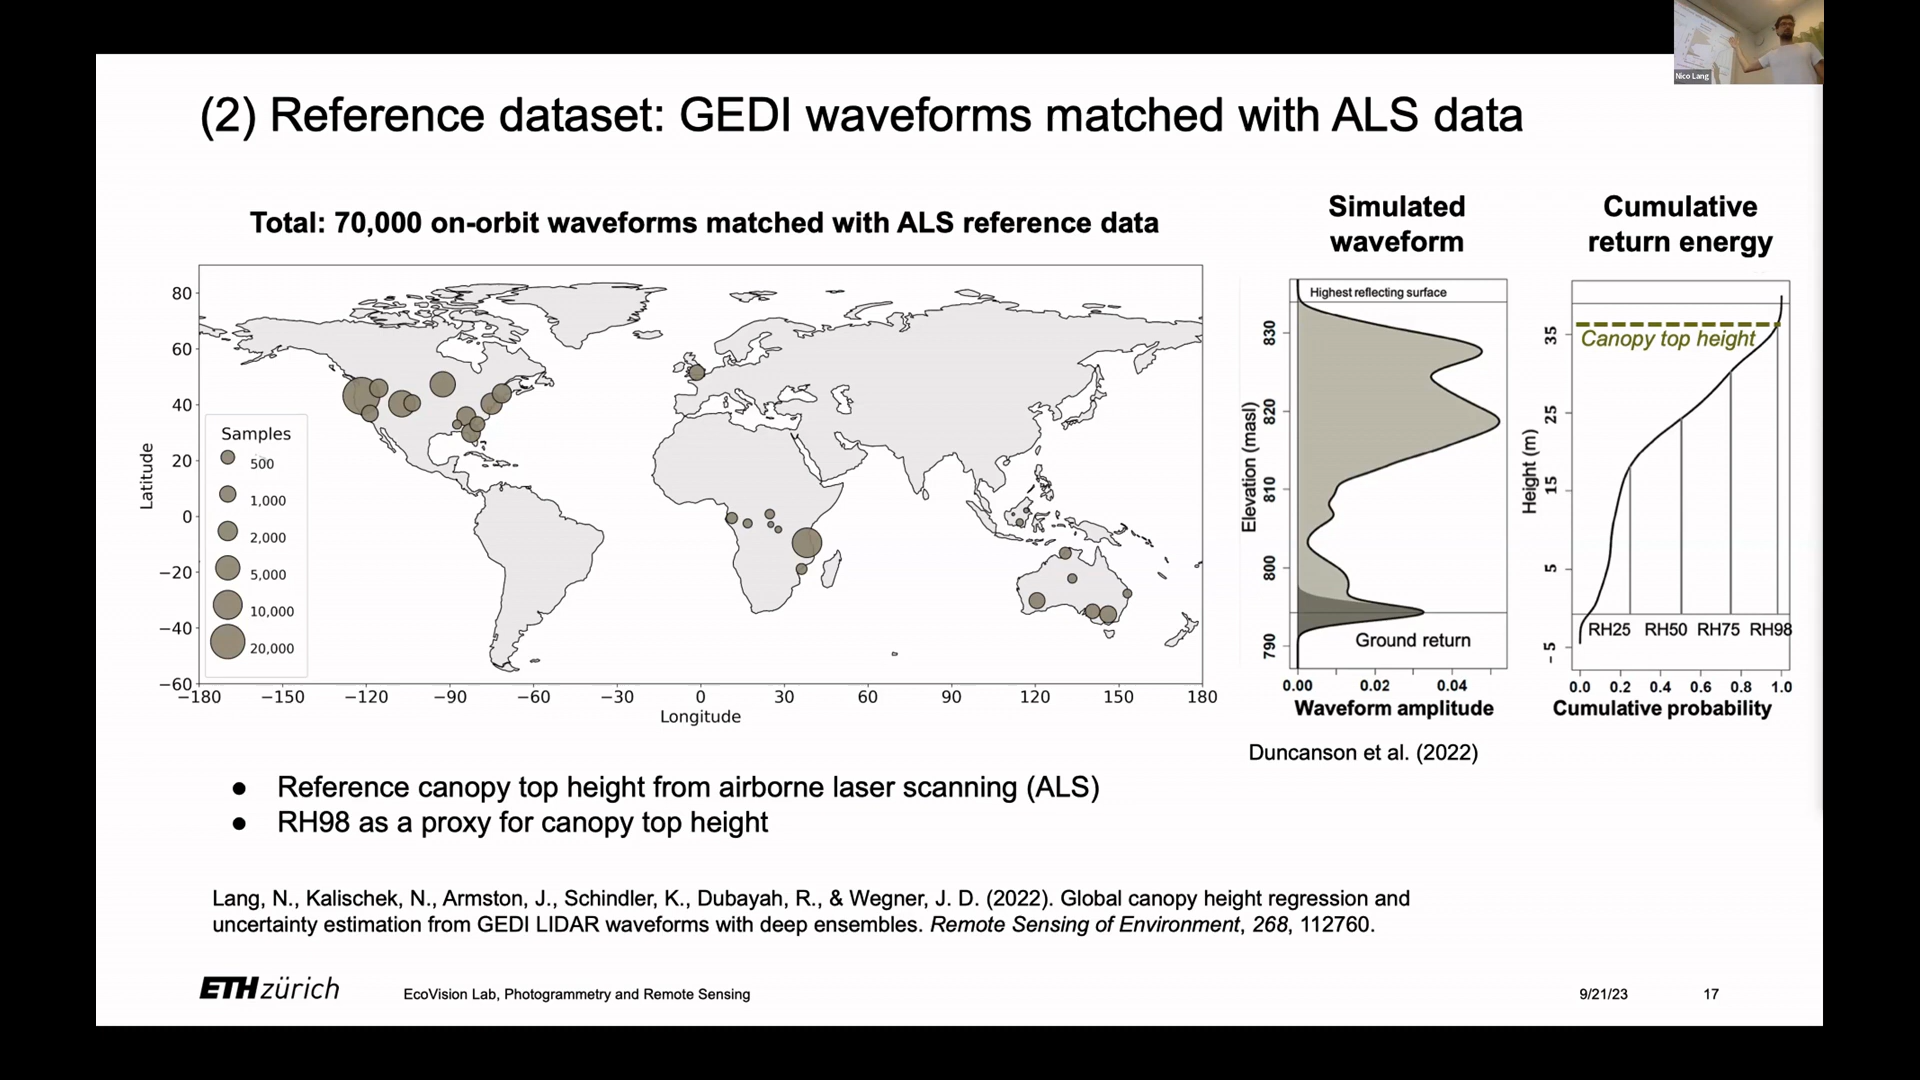 Nico Lang
(2) Reference dataset: GEDI waveforms matched with ALS data
Total: 70,000 on-orbit waveforms matched with ALS reference data
80
60
40
20
0
−20
−40
−60
Latitude
Samples
500
1,000
2,000
5,000
10,000
20,000
−180 −150 −120 −90 −60 −30 0 30 60 90 120 150 180
Longitude
Simulated
waveform
Highest reflecting surface
830
820
810
800
790
Elevation (masl)
Ground return
0.00 0.02 0.04
Waveform amplitude
Cumulative
return energy
Canopy top height
35
25
15
5
- 5
Height (m)
RH25 RH50 RH75 RH98
0.0 0.2 0.4 0.6 0.8 1.0
Cumulative probability
Duncanson et al. (2022)
● Reference canopy top height from airborne laser scanning (ALS)
● RH98 as a proxy for canopy top height
Lang, N., Kalischek, N., Armston, J., Schindler, K., Dubayah, R., & Wegner, J. D. (2022). Global canopy height regression and
uncertainty estimation from GEDI LIDAR waveforms with deep ensembles. Remote Sensing of Environment, 268, 112760.
ETH zürich
EcoVision Lab, Photogrammetry and Remote Sensing
9/21/23
17